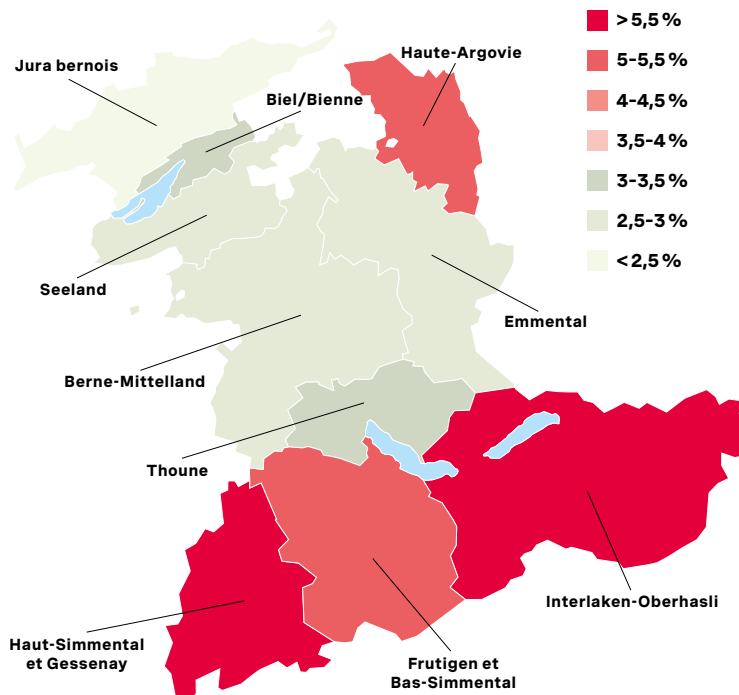 Jura bernois
Biel/Bienne
Haute-Argovie
Seeland
Emmental
Berne-Mittelland
Thoune
Interlaken-Oberhasli
Haut-Simmental
et Gessenay
Frutigen et
Bas-Simmental
>5,5 %
5–5,5 %
4–4,5 %
3,5–4 %
3–3,5 %
2,5–3 %
<2,5 %